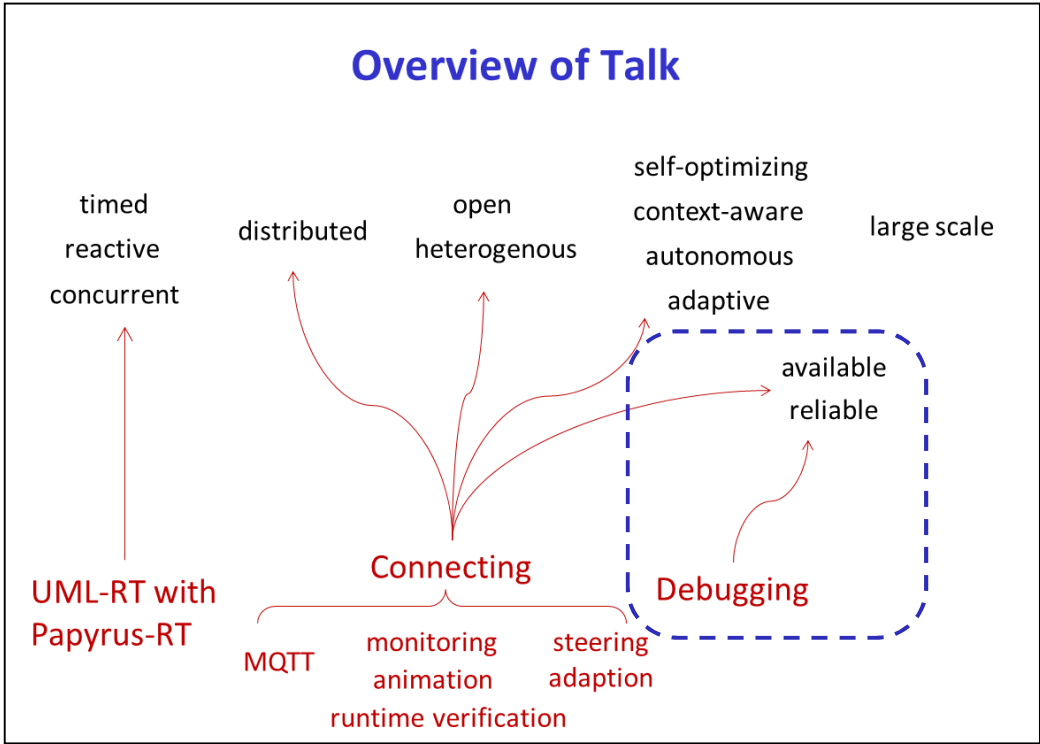 Overview of Talk
timed
reactive
concurrent
distributed
open
heterogenous
self-optimizing
context-aware
autonomous
adaptive
large scale
available
reliable
UML-RT with
Papyrus-RT
Connecting
MQTT
monitoring
animation
runtime verification
steering
adaption
Debugging